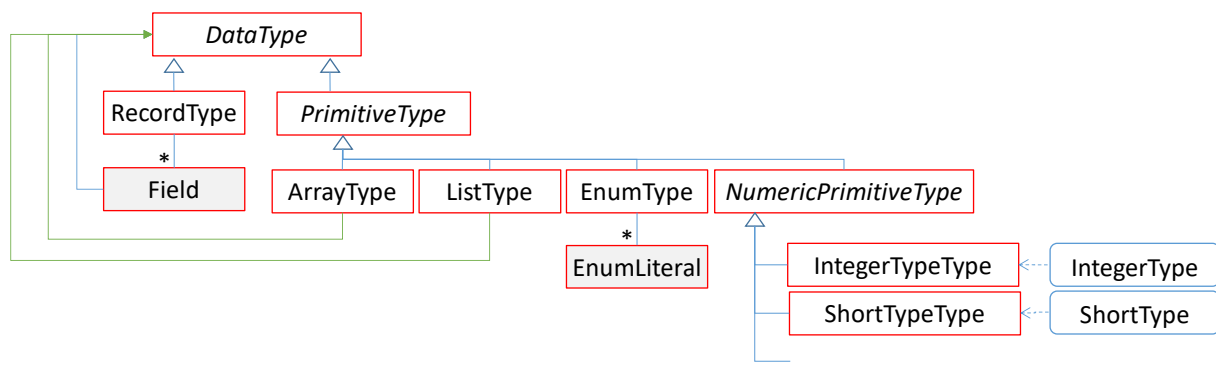 DataType
RecordType
PrimitiveType
*
Field
ArrayType
ListType
EnumType
NumericPrimitiveType
*
EnumLiteral
IntegerTypeType
IntegerType
ShortTypeType
ShortType